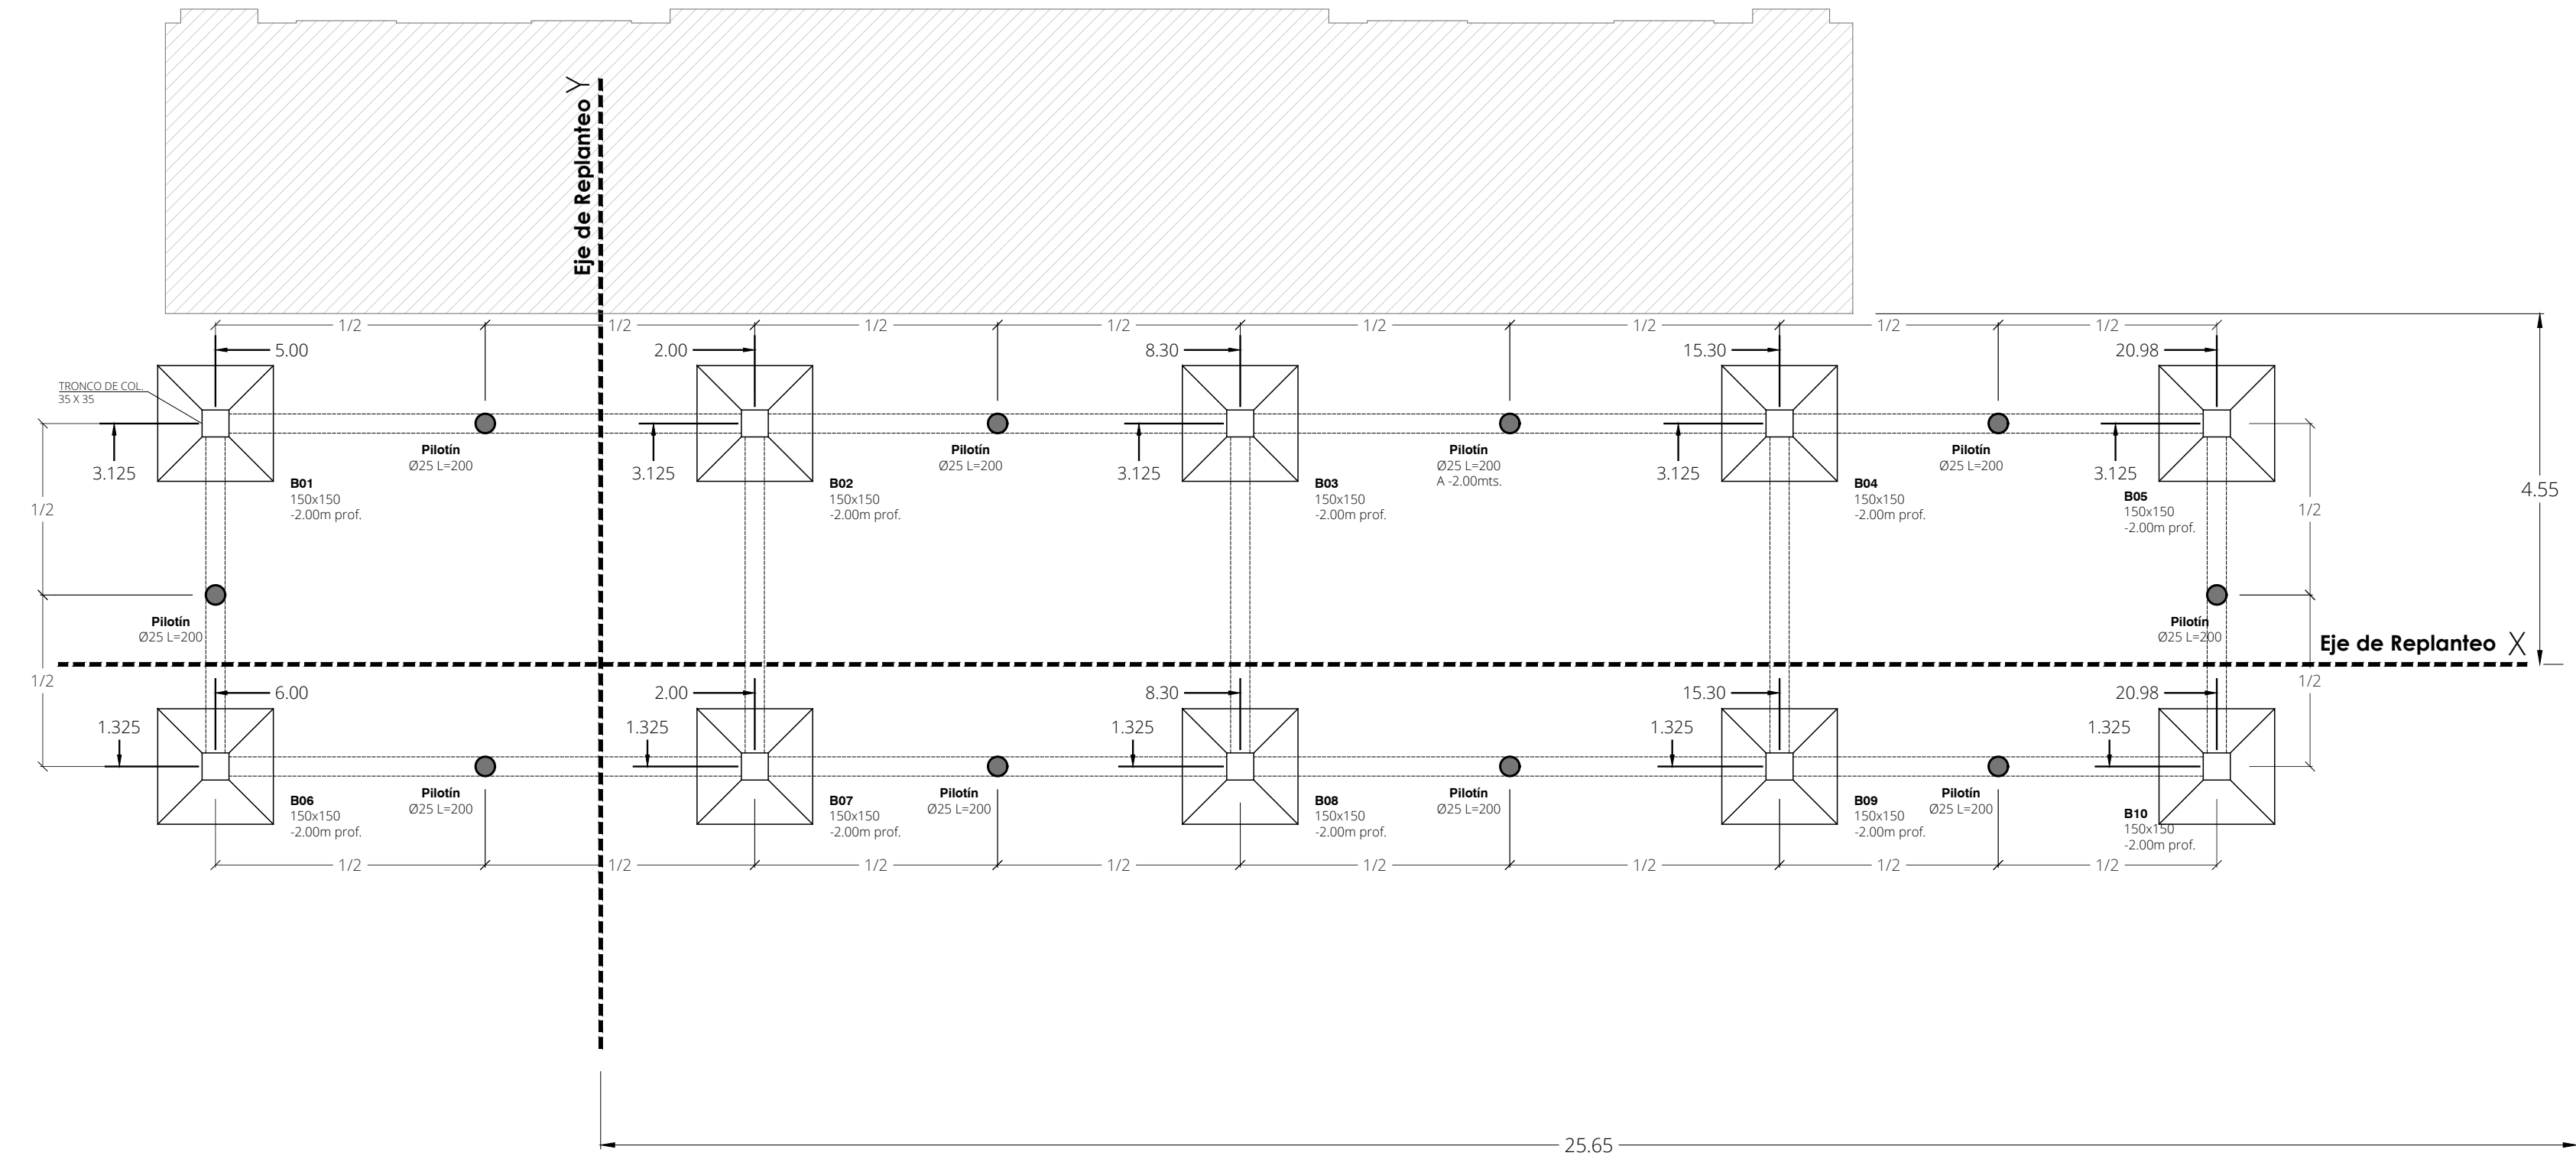 Eje de Replanteo Y
1/2 1/2 1/2 1/2 1/2 1/2 1/2 1/2
5.00 2.00 8.30 15.30 20.98
TRONCO DE COL.
35 X 35
3.125 3.125 3.125 3.125 3.125
Pilotín
Ø25 L=200
Pilotín
Ø25 L=200
Pilotín
Ø25 L=200
A -2.00mts.
Pilotín
Ø25 L=200
B01
150x150
-2.00m prof.
B02
150x150
-2.00m prof.
B03
150x150
-2.00m prof.
B04
150x150
-2.00m prof.
B05
150x150
-2.00m prof.
4.55
1/2
1/2
Pilotín
Ø25 L=200
Pilotín
Ø25 L=200
Eje de Replanteo X
1/2
1/2
6.00 2.00 8.30 15.30 20.98
1.325 1.325 1.325 1.325 1.325
Pilotín
Ø25 L=200
Pilotín
Ø25 L=200
Pilotín
Ø25 L=200
Pilotín
Ø25 L=200
B06
150x150
-2.00m prof.
B07
150x150
-2.00m prof.
B08
150x150
-2.00m prof.
B09
150x150
-2.00m prof.
B10
150x150
-2.00m prof.
1/2 1/2 1/2 1/2 1/2 1/2 1/2 1/2
25.65